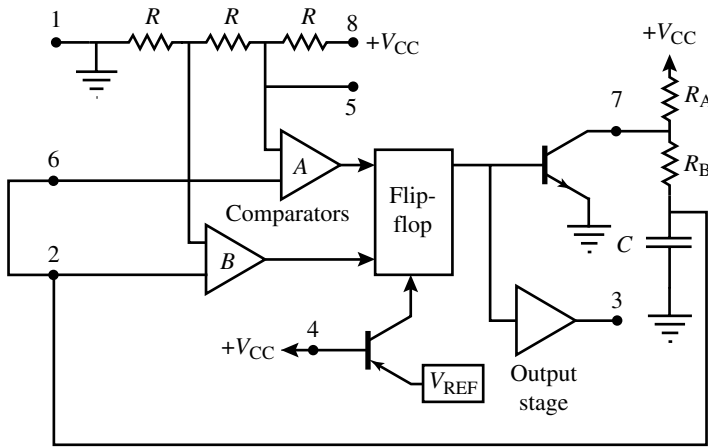 1
R
R
R
8
+VCC
5
+VCC
7
RA
RB
6
A
Comparators
Flip-
flop
2
B
C
4
+VCC
VREF
3
Output
stage